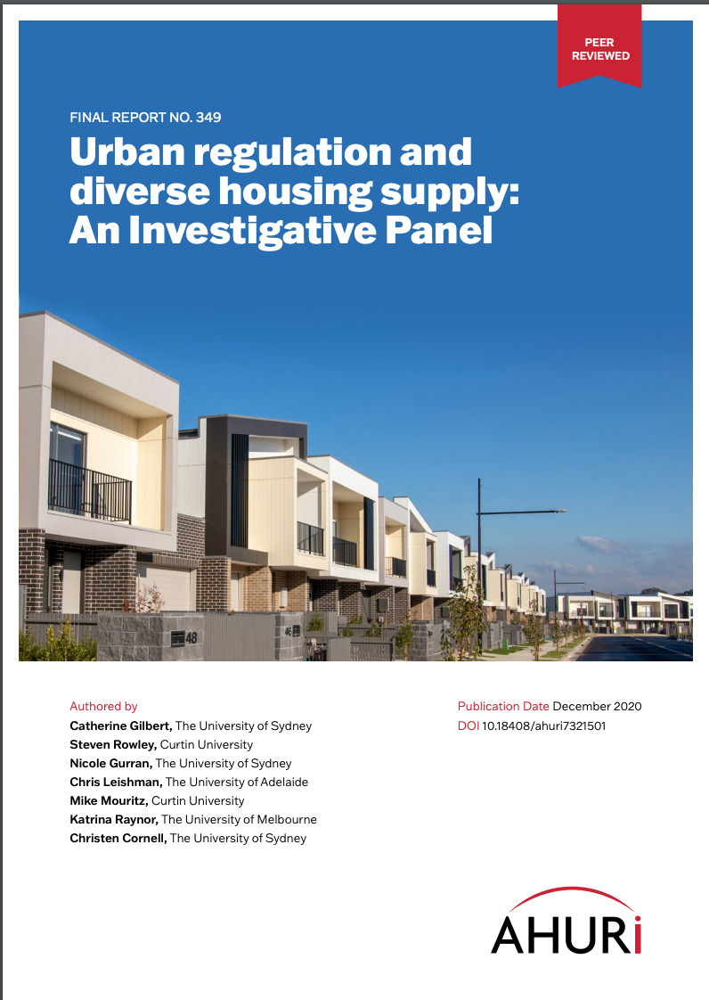 PEER
REVIEWED
FINAL REPORT NO. 349
Urban regulation and
diverse housing supply:
An Investigative Panel
48
46
Authored by
Catherine Gilbert, The University of Sydney
Steven Rowley, Curtin University
Nicole Gurran, The University of Sydney
Chris Leishman, The University of Adelaide
Mike Mouritz, Curtin University
Katrina Raynor, The University of Melbourne
Christen Cornell, The University of Sydney
Publication Date December 2020
DOI 10.18408/ahuri7321501
AHURi